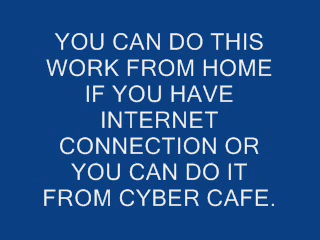 YOU CAN DO THIS
WORK FROM HOME
IF YOU HAVE
INTERNET
CONNECTION OR
YOU CAN DO IT
FROM CYBER CAFE.